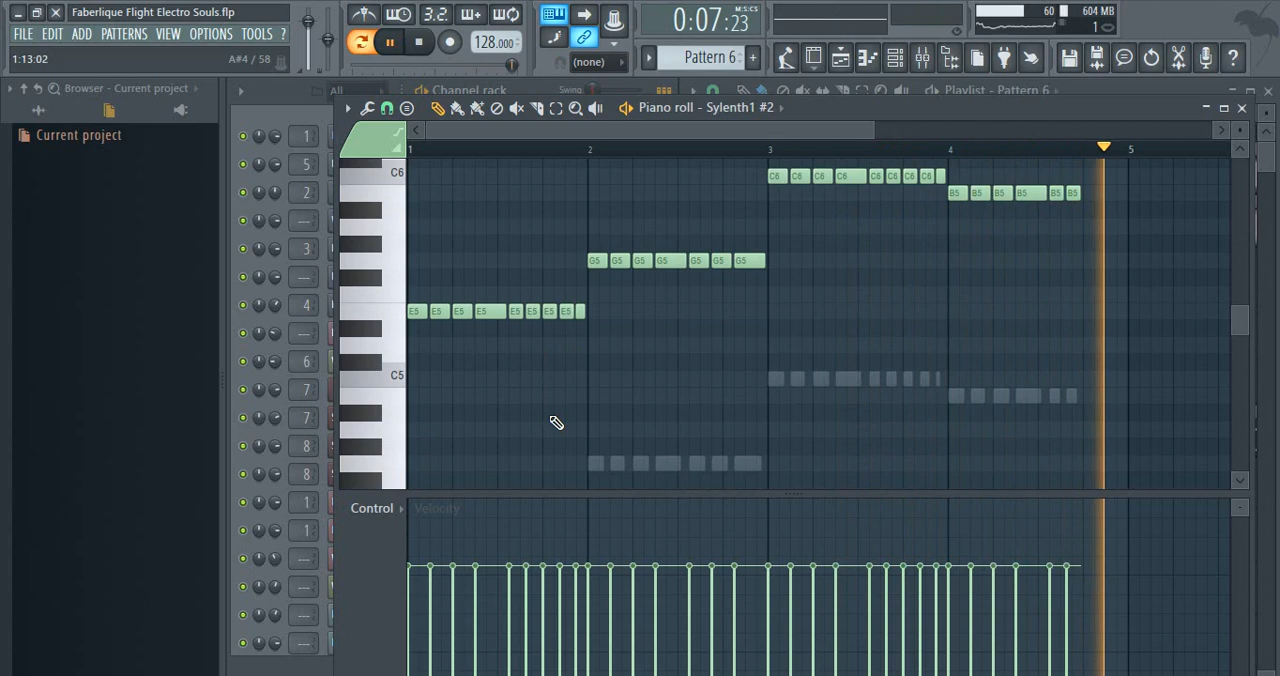 Faberlique Flight Electro Souls.flp
FILE EDIT ADD PATTERNS VIEW OPTIONS TOOLS ?
1:13:02 A#4 / 58
3.2.
128.000
(none)
0:07:23
M:S:CS
Pattern 6
60 604 MB
1
Browser - Current project
Current project
All Channel rack Swing
Playlist - Pattern 6
Piano roll - Sylenth1 #2
1 2 3 4 5
C6
C6 C6 C6 C6 C6 C6 C6 C6
B5 B5 B5 B5 B5 B5
G5 G5 G5 G5 G5 G5 G5
E5 E5 E5 E5 E5 E5 E5 E5
C5
Control Velocity
1
5
2
---
3
---
4
---
6
7
7
8
8
1
1
---
1
1
1